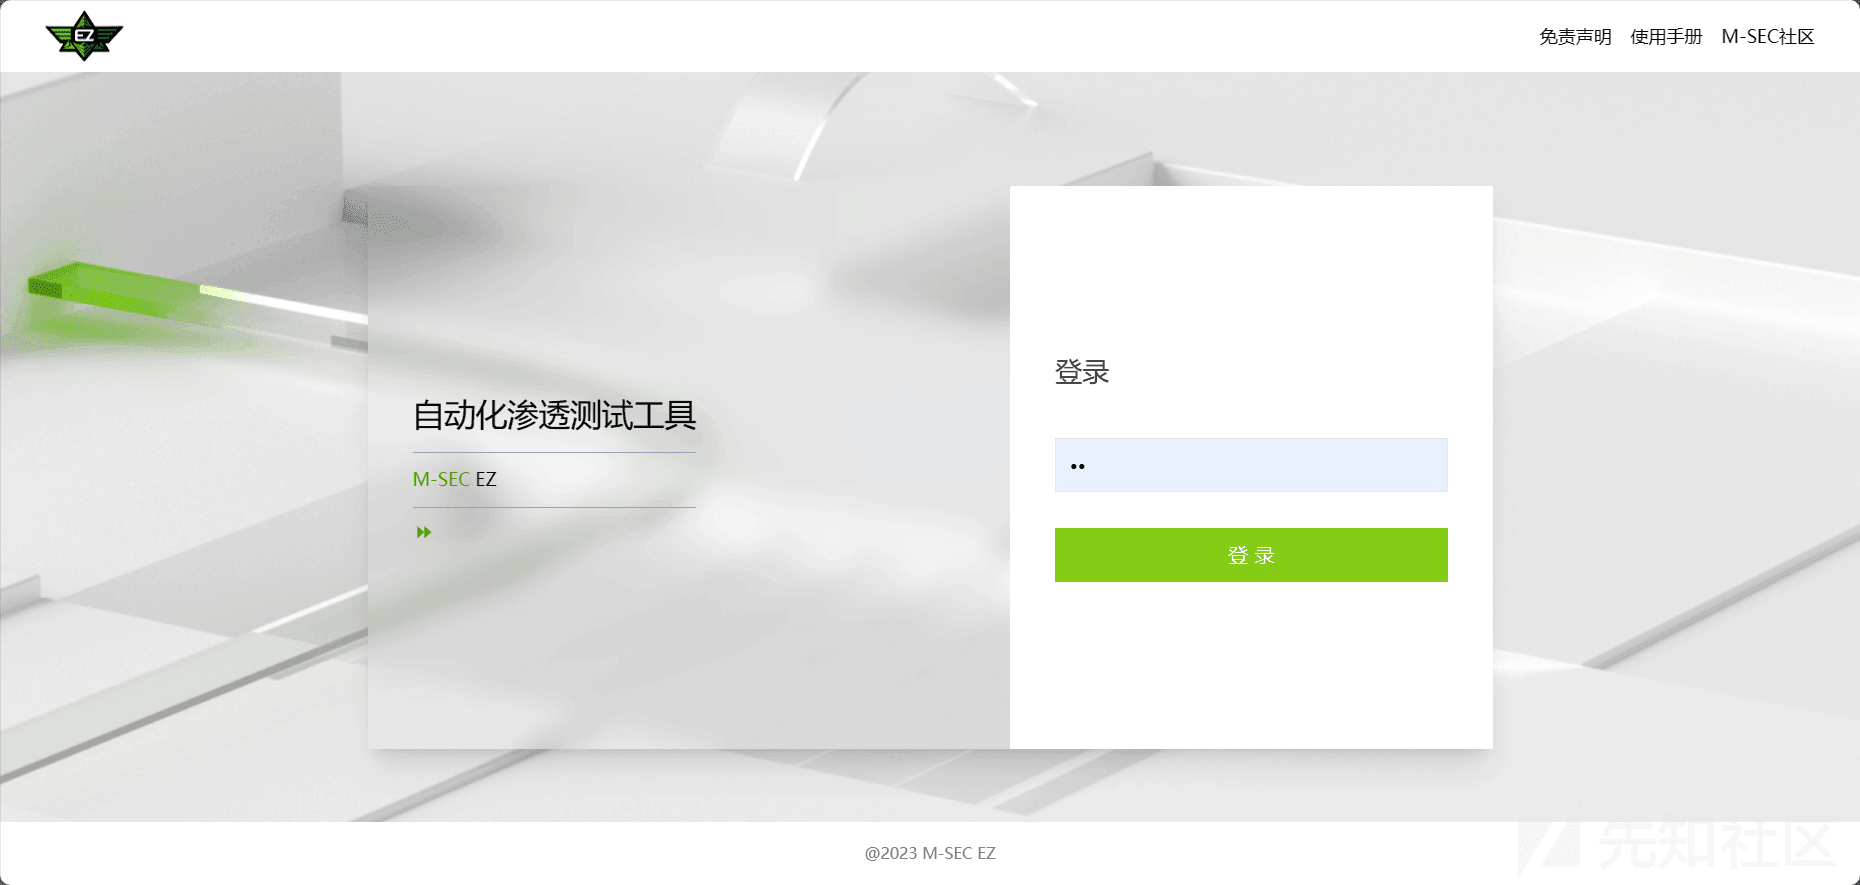 EZ
免责声明 使用手册 M-SEC社区
自动化渗透测试工具
M-SEC EZ
登录
••
登 录
@2023 M-SEC EZ
先知社区